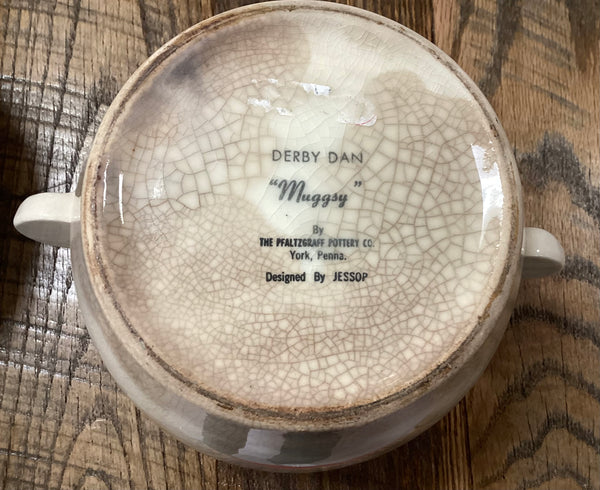 DERBY DAN
"Muggsy"
By
THE PFALTZGRAFF POTTERY CO.
York, Penna.
Designed By JESSOP